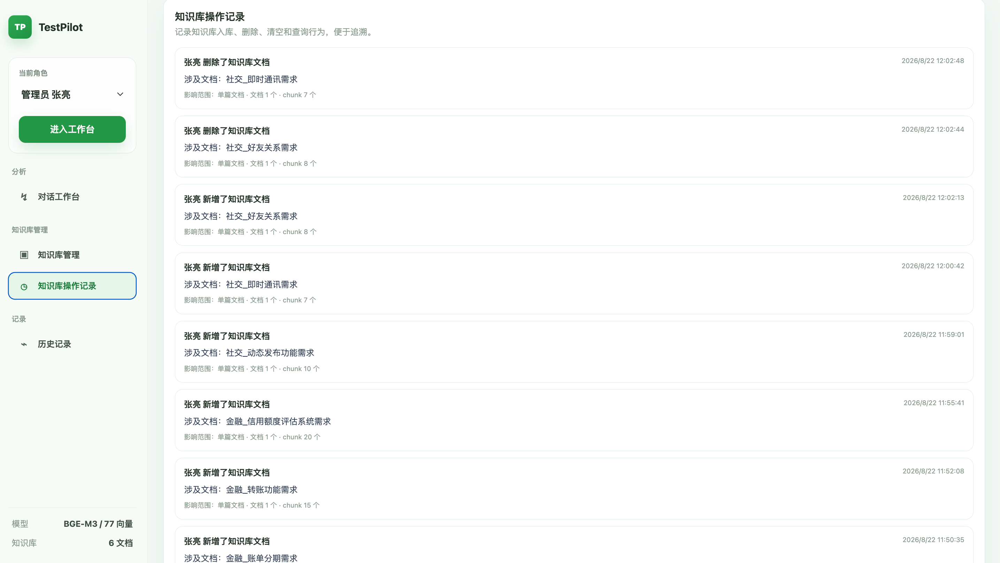 TP TestPilot
当前角色
管理员 张亮
进入工作台
分析
对话工作台
知识库管理
知识库管理
知识库操作记录
记录
历史记录
模型 BGE-M3 / 77 向量
知识库 6 文档
知识库操作记录
记录知识库入库、删除、清空和查询行为，便于追溯。
张亮 删除了知识库文档 2026/8/22 12:02:48
涉及文档：社交_即时通讯需求
影响范围：单篇文档 · 文档 1 个 · chunk 7 个
张亮 删除了知识库文档 2026/8/22 12:02:44
涉及文档：社交_好友关系需求
影响范围：单篇文档 · 文档 1 个 · chunk 8 个
张亮 新增了知识库文档 2026/8/22 12:02:13
涉及文档：社交_好友关系需求
影响范围：单篇文档 · 文档 1 个 · chunk 8 个
张亮 新增了知识库文档 2026/8/22 12:00:42
涉及文档：社交_即时通讯需求
影响范围：单篇文档 · 文档 1 个 · chunk 7 个
张亮 新增了知识库文档 2026/8/22 11:59:01
涉及文档：社交_动态发布功能需求
影响范围：单篇文档 · 文档 1 个 · chunk 10 个
张亮 新增了知识库文档 2026/8/22 11:55:41
涉及文档：金融_信用额度评估系统需求
影响范围：单篇文档 · 文档 1 个 · chunk 20 个
张亮 新增了知识库文档 2026/8/22 11:52:08
涉及文档：金融_转账功能需求
影响范围：单篇文档 · 文档 1 个 · chunk 15 个
张亮 新增了知识库文档 2026/8/22 11:50:35
涉及文档：金融_账单分期需求